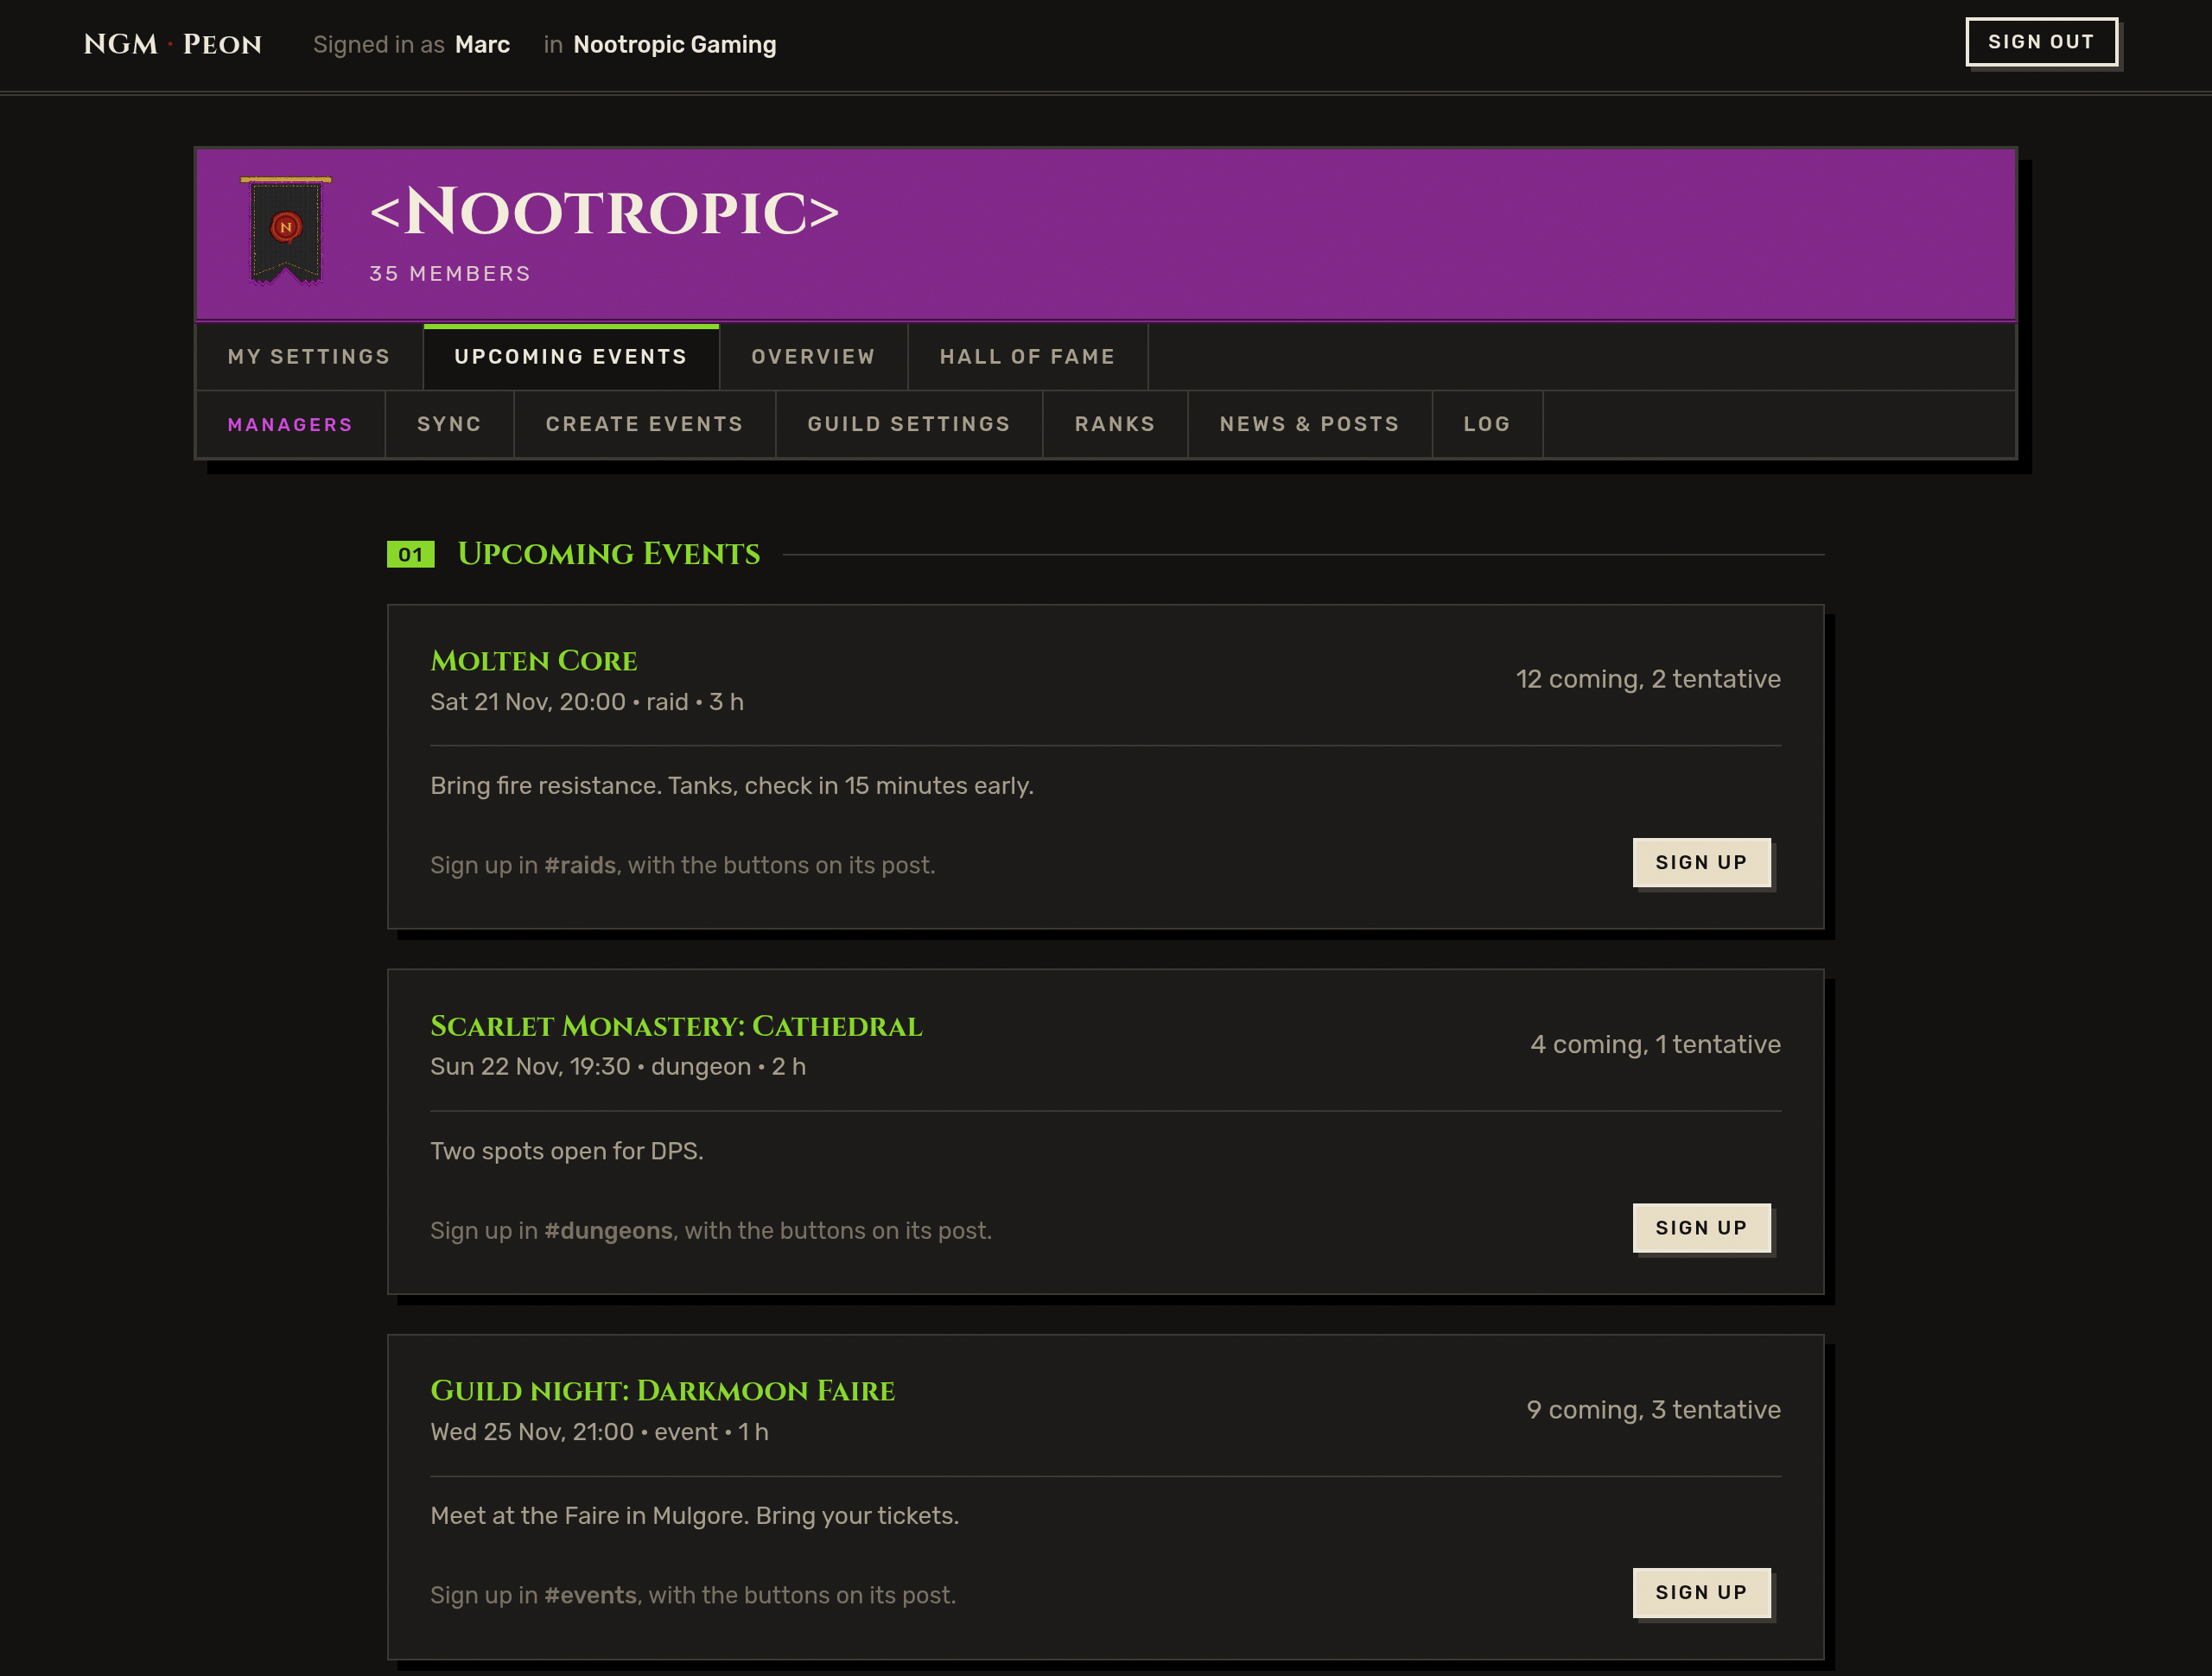 NGM · Peon
Signed in as Marc in Nootropic Gaming
SIGN OUT
N
<Nootropic>
35 MEMBERS
MY SETTINGS
UPCOMING EVENTS
OVERVIEW
HALL OF FAME
MANAGERS
SYNC
CREATE EVENTS
GUILD SETTINGS
RANKS
NEWS & POSTS
LOG
01 Upcoming Events
Molten Core
Sat 21 Nov, 20:00 • raid • 3 h
12 coming, 2 tentative
Bring fire resistance. Tanks, check in 15 minutes early.
Sign up in #raids, with the buttons on its post.
SIGN UP
Scarlet Monastery: Cathedral
Sun 22 Nov, 19:30 • dungeon • 2 h
4 coming, 1 tentative
Two spots open for DPS.
Sign up in #dungeons, with the buttons on its post.
SIGN UP
Guild night: Darkmoon Faire
Wed 25 Nov, 21:00 • event • 1 h
9 coming, 3 tentative
Meet at the Faire in Mulgore. Bring your tickets.
Sign up in #events, with the buttons on its post.
SIGN UP